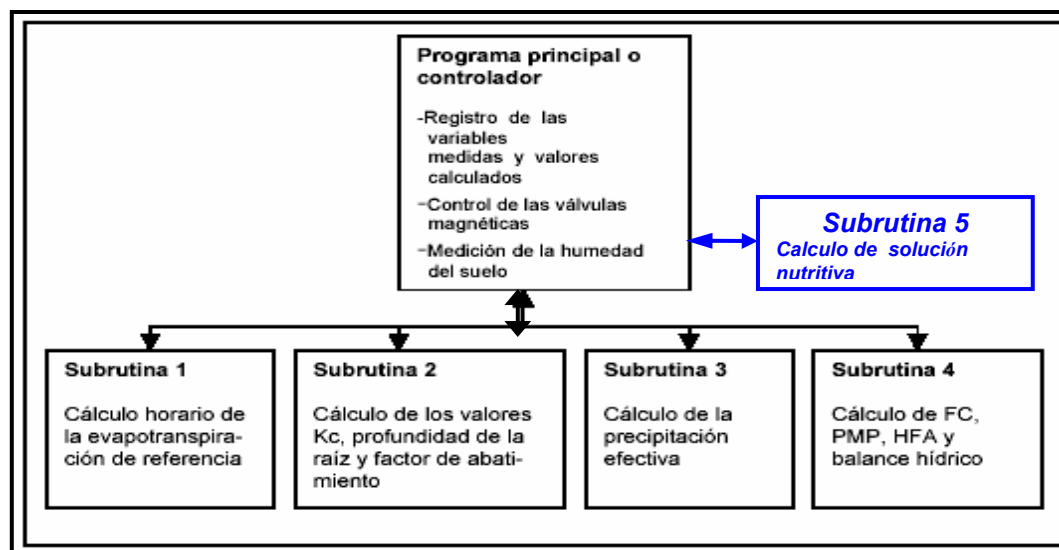 Programa principal o
controlador
-Registro de las
variables
medidas y valores
calculados
-Control de las válvulas
magnéticas
-Medición de la humedad
del suelo
Subrutina 5
Calculo de solución
nutritiva
Subrutina 1
Cálculo horario de
la evapotranspira-
ción de referencia
Subrutina 2
Cálculo de los valores
Kc, profundidad de la
raíz y factor de abati-
miento
Subrutina 3
Cálculo de la
precipitación
efectiva
Subrutina 4
Cálculo de FC,
PMP, HFA y
balance hídrico